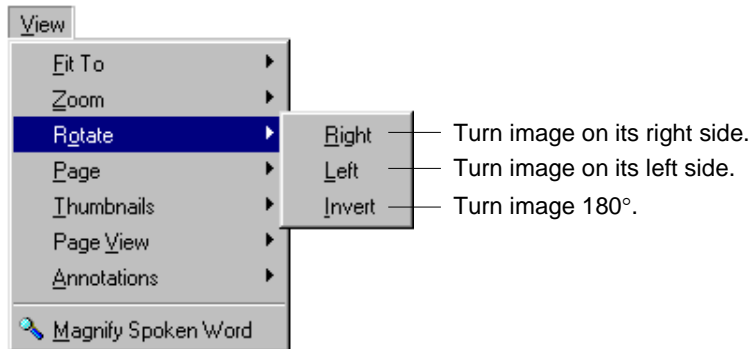 View
Fit To
Zoom
Rotate
Right Turn image on its right side.
Page
Left Turn image on its left side.
Thumbnails
Invert Turn image 180°.
Page View
Annotations
Magnify Spoken Word